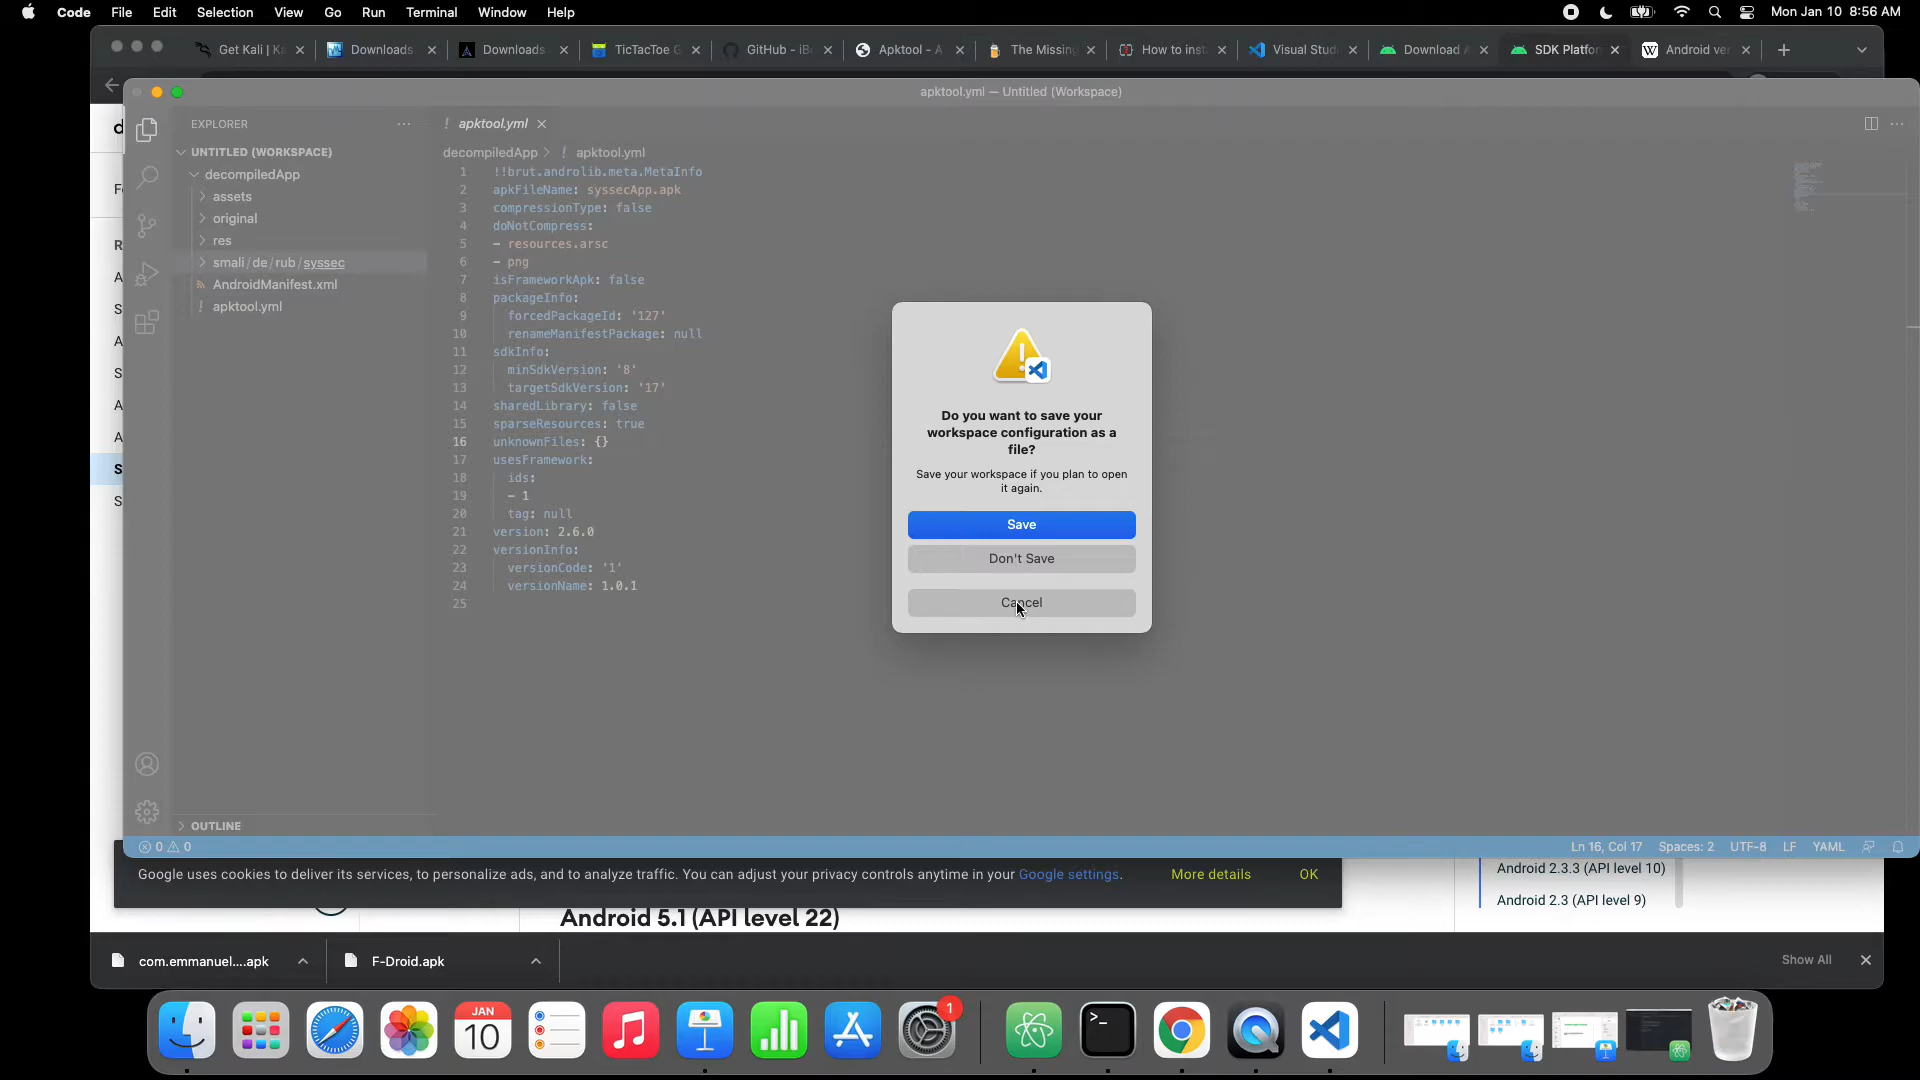 Code File Edit Selection View Go Run Terminal Window Help Mon Jan 10 8:56 AM
Get Kali | K Downloads Downloads TicTacToe G GitHub - iB Apktool - A The Missing How to inst Visual Stud Download A SDK Platfor Android ver
apktool.yml — Untitled (Workspace)
EXPLORER
! apktool.yml
UNTITLED (WORKSPACE)
decompiledApp
assets
original
res
smali/de/rub/syssec
AndroidManifest.xml
! apktool.yml
OUTLINE
decompiledApp > ! apktool.yml
1 !!brut.androlib.meta.MetaInfo
2 apkFileName: syssecApp.apk
3 compressionType: false
4 doNotCompress:
5 - resources.arsc
6 - png
7 isFrameworkApk: false
8 packageInfo:
9 forcedPackageId: '127'
10 renameManifestPackage: null
11 sdkInfo:
12 minSdkVersion: '8'
13 targetSdkVersion: '17'
14 sharedLibrary: false
15 sparseResources: true
16 unknownFiles: {}
17 usesFramework:
18 ids:
19 - 1
20 tag: null
21 version: 2.6.0
22 versionInfo:
23 versionCode: '1'
24 versionName: 1.0.1
25
Do you want to save your
workspace configuration as a
file?
Save your workspace if you plan to open
it again.
Save
Don't Save
Cancel
0 0 Ln 16, Col 17 Spaces: 2 UTF-8 LF YAML
Google uses cookies to deliver its services, to personalize ads, and to analyze traffic. You can adjust your privacy controls anytime in your Google settings. More details OK
Android 2.3.3 (API level 10)
Android 2.3 (API level 9)
Android 5.1 (API level 22)
com.emmanuel....apk F-Droid.apk Show All
JAN
10
1